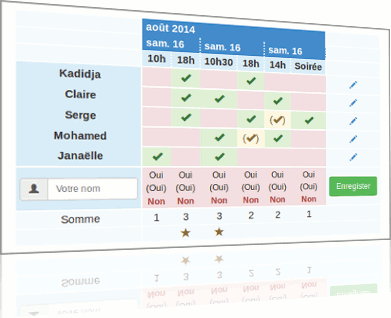 août 2014
sam. 16 sam. 16 sam. 16
10h 18h 10h30 18h 14h Soirée
Kadidja
Claire
Serge (✔)
Mohamed (✔)
Janaëlle
Votre nom Oui Oui Oui Oui Oui Oui Enregister
(Oui) (Oui) (Oui) (Oui) (Oui) (Oui)
Non Non Non Non Non Non
Somme 1 3 3 2 2 1